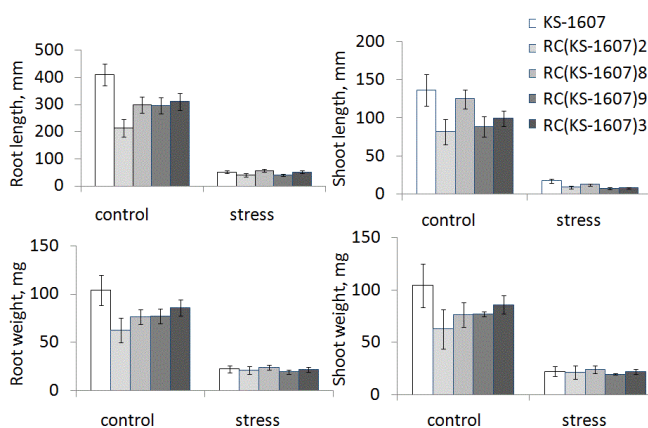 KS-1607
RC(KS-1607)2
RC(KS-1607)8
RC(KS-1607)9
RC(KS-1607)3
Root length, mm
500
400
300
200
100
0
control stress
Shoot length, mm
200
150
100
50
0
control stress
Root weight, mg
150
100
50
0
control stress
Shoot weight, mg
150
100
50
0
control stress